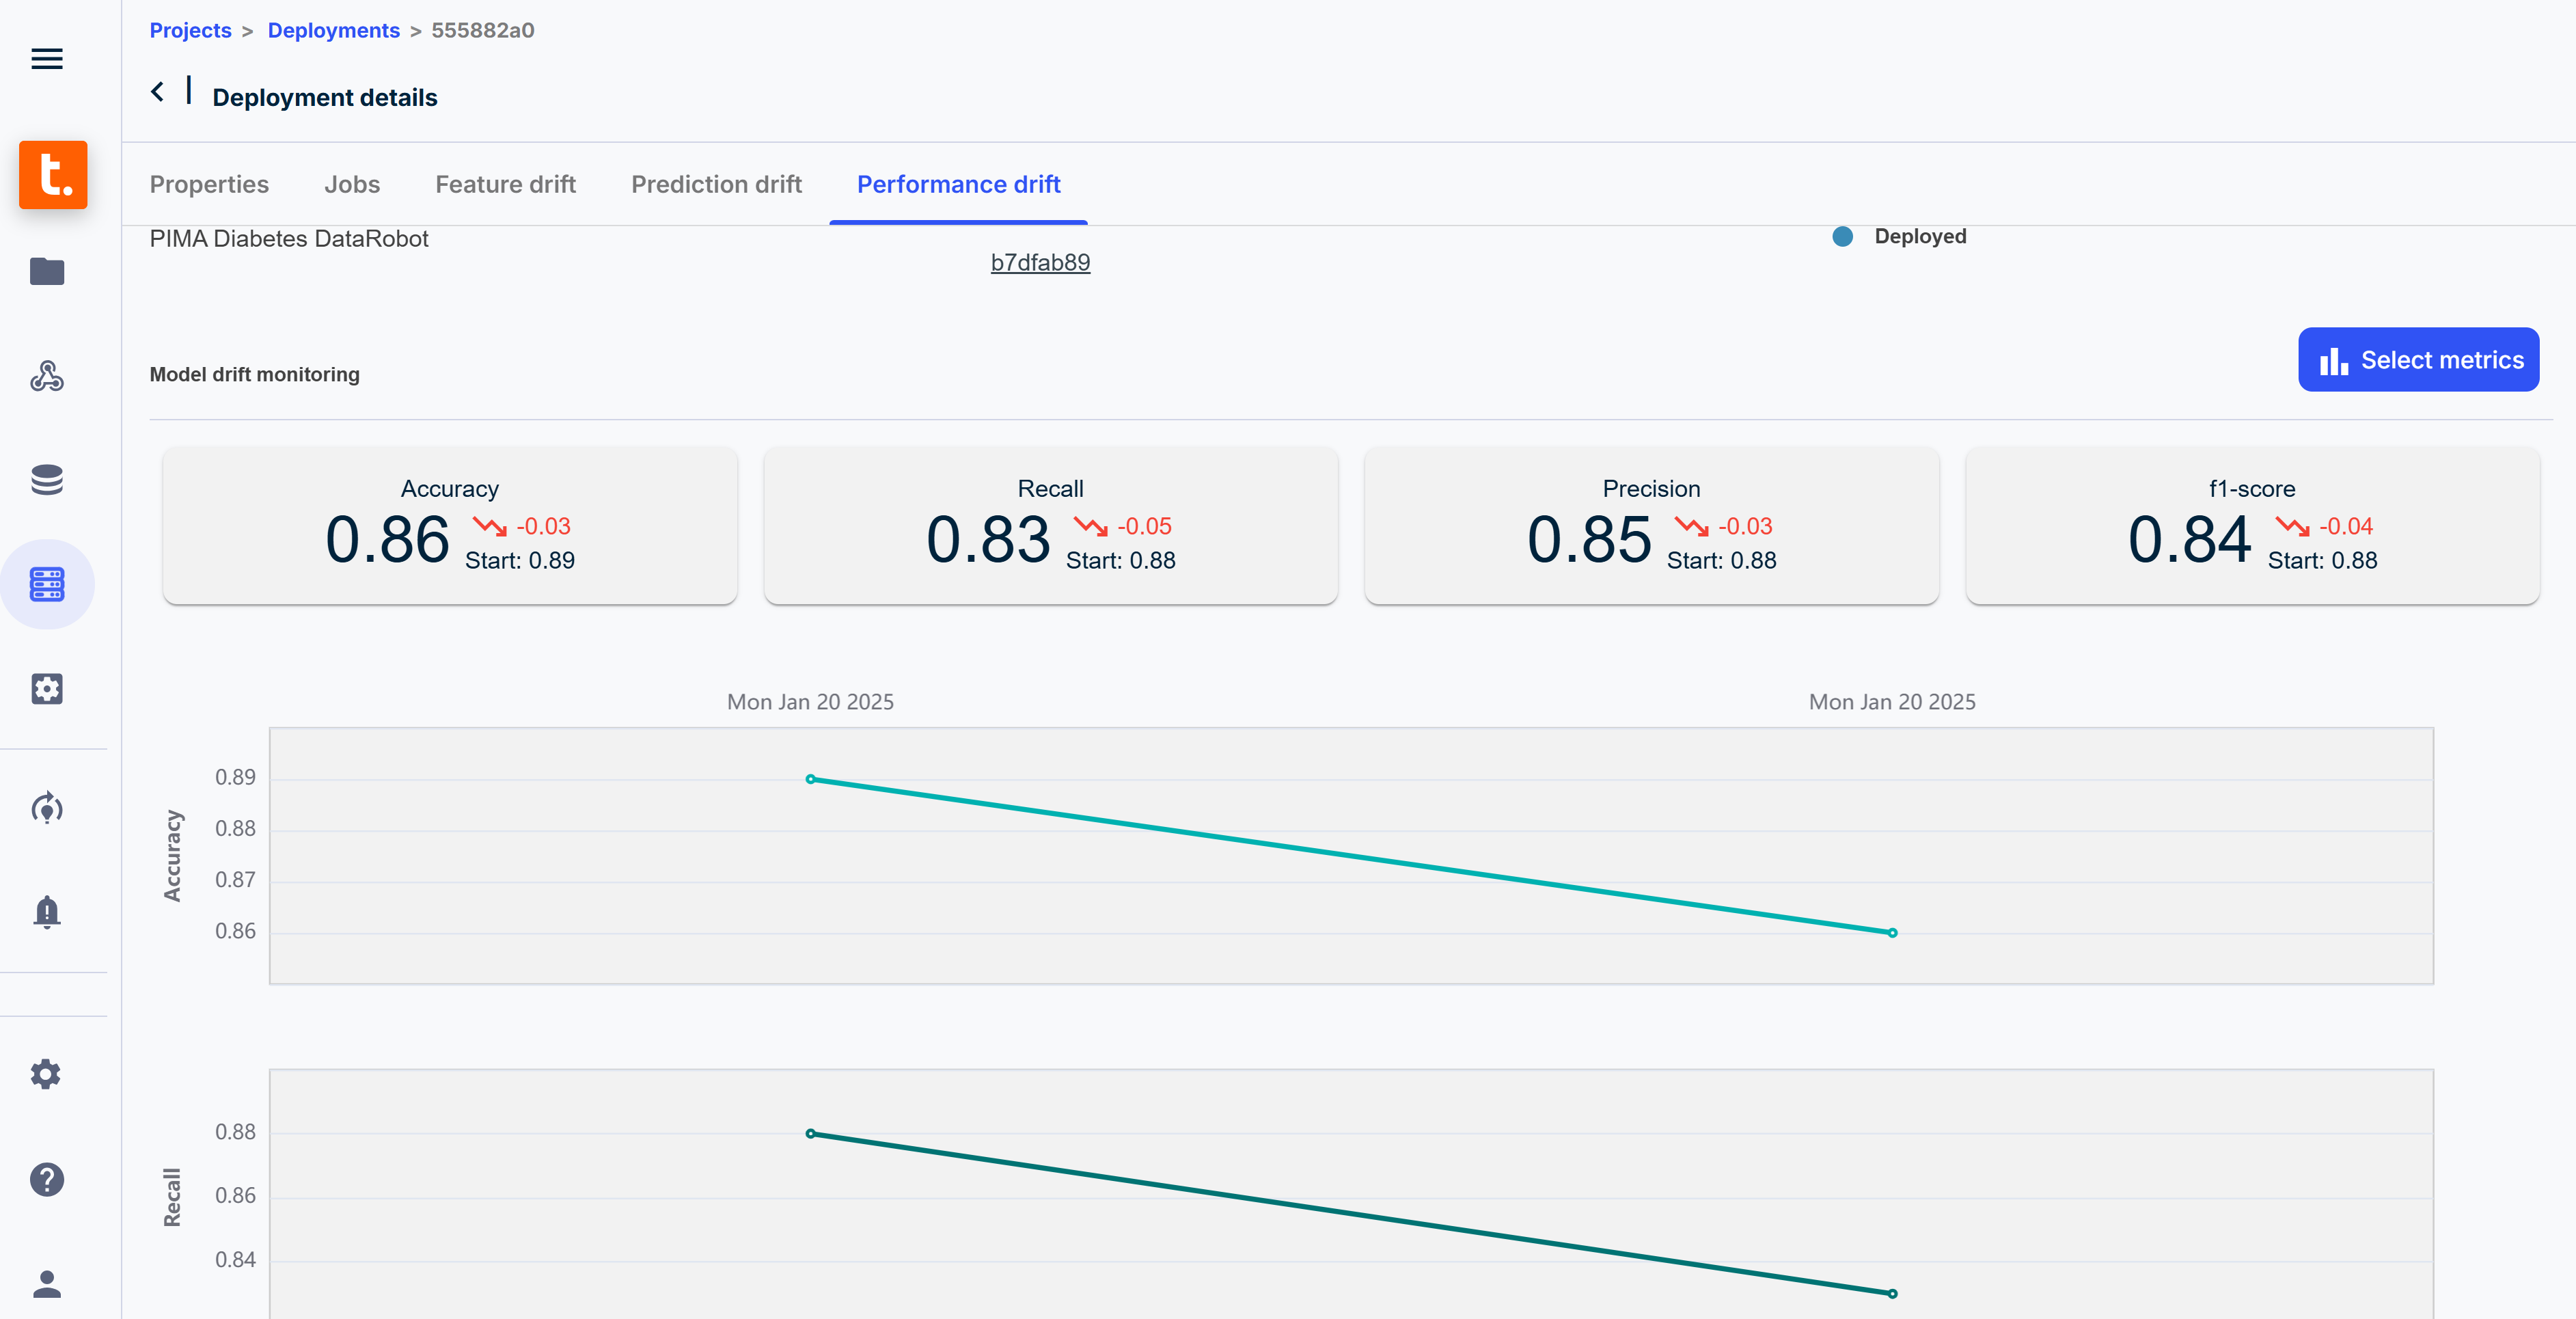 Projects > Deployments > 555882a0
Deployment details
t.
Properties Jobs Feature drift Prediction drift Performance drift
PIMA Diabetes DataRobot
b7dfab89
Deployed
Model drift monitoring
Select metrics
Accuracy
0.86 -0.03
Start: 0.89
Recall
0.83 -0.05
Start: 0.88
Precision
0.85 -0.03
Start: 0.88
f1-score
0.84 -0.04
Start: 0.88
Mon Jan 20 2025 Mon Jan 20 2025
Accuracy
0.89
0.88
0.87
0.86
Recall
0.88
0.86
0.84